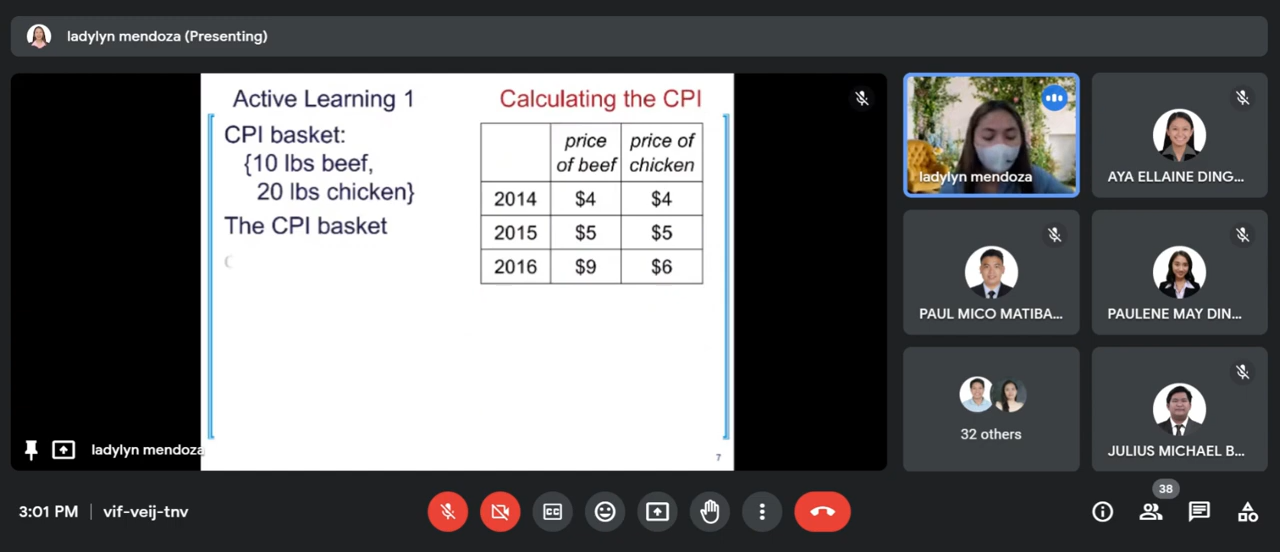 ladylyn mendoza (Presenting)
Active Learning 1
Calculating the CPI
CPI basket:
{10 lbs beef,
20 lbs chicken}
The CPI basket
price of beef price of chicken
2014 $4 $4
2015 $5 $5
2016 $9 $6
7
ladylyn mendoza
ladylyn mendoza
AYA ELLAINE DING...
PAUL MICO MATIBA...
PAULENE MAY DIN...
32 others
JULIUS MICHAEL B...
3:01 PM | vif-veij-tnv
CC
38